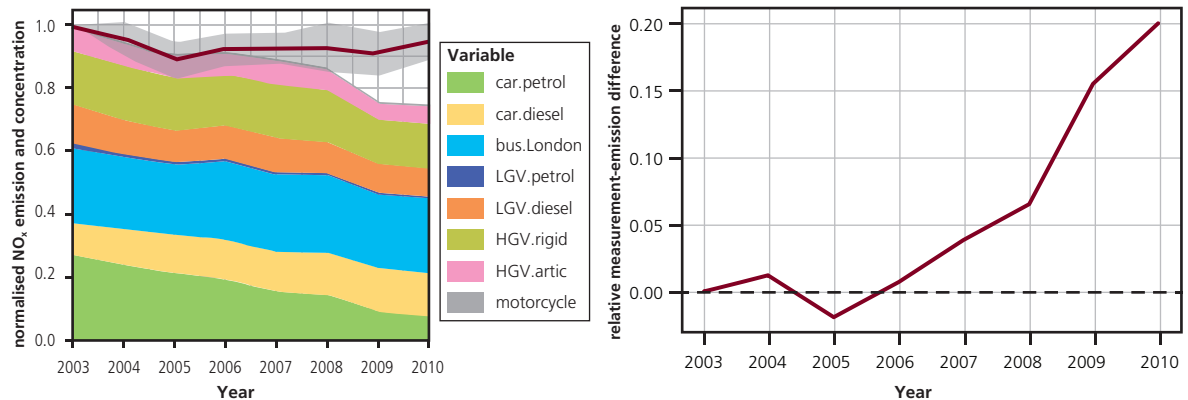 normalised NOx emission and concentration
1.0
0.8
0.6
0.4
0.2
0.0
2003 2004 2005 2006 2007 2008 2009 2010
Year
Variable
car.petrol
car.diesel
bus.London
LGV.petrol
LGV.diesel
HGV.rigid
HGV.artic
motorcycle
relative measurement-emission difference
0.20
0.15
0.10
0.05
0.00
2003 2004 2005 2006 2007 2008 2009 2010
Year